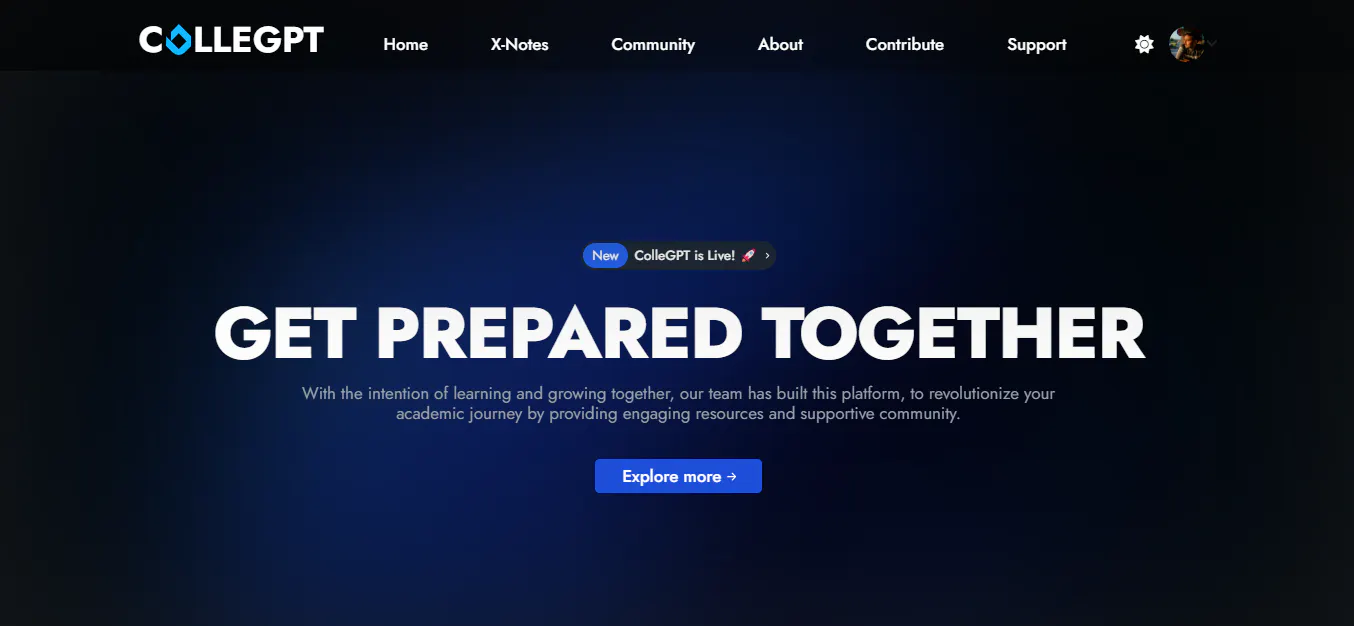 COLLEGPT Home X-Notes Community About Contribute Support
New ColleGPT is Live! 🚀 ›
GET PREPARED TOGETHER
With the intention of learning and growing together, our team has built this platform, to revolutionize your
academic journey by providing engaging resources and supportive community.
Explore more →